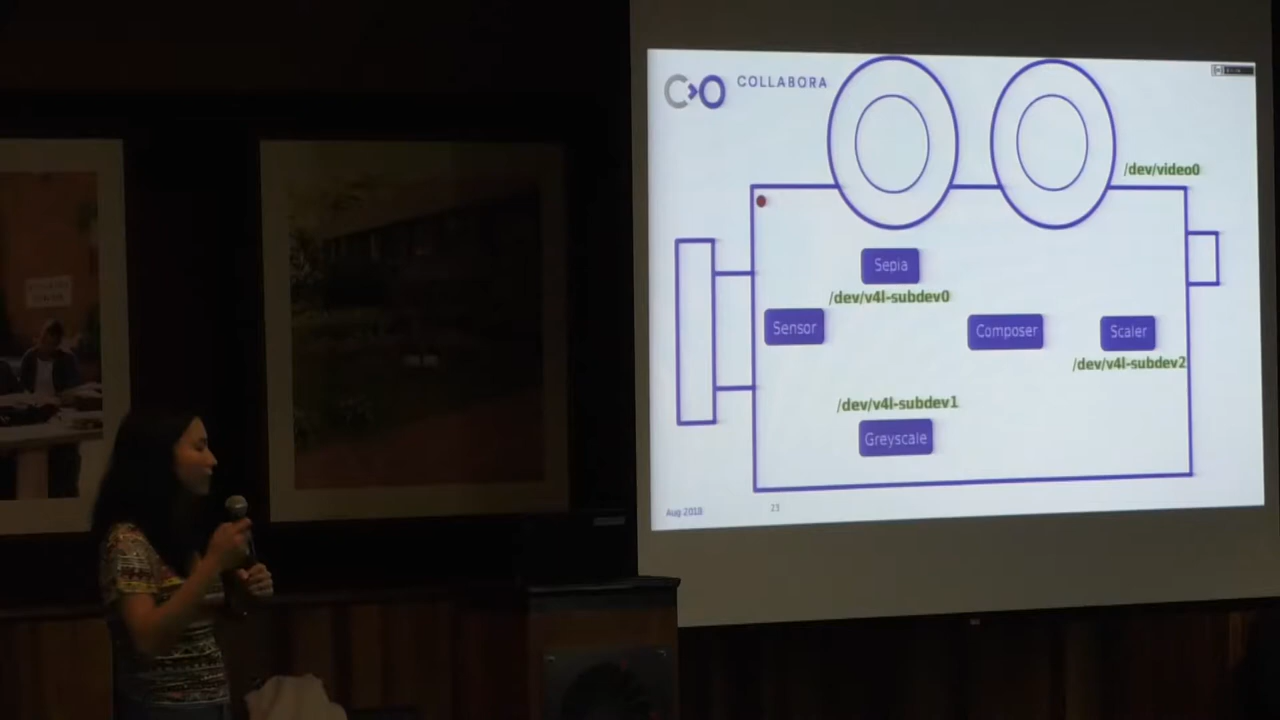 COLLABORA
/dev/video0
Sepia
/dev/v4l-subdev0
Sensor
Composer
Scaler
/dev/v4l-subdev2
/dev/v4l-subdev1
Greyscale
Aug 2018
23